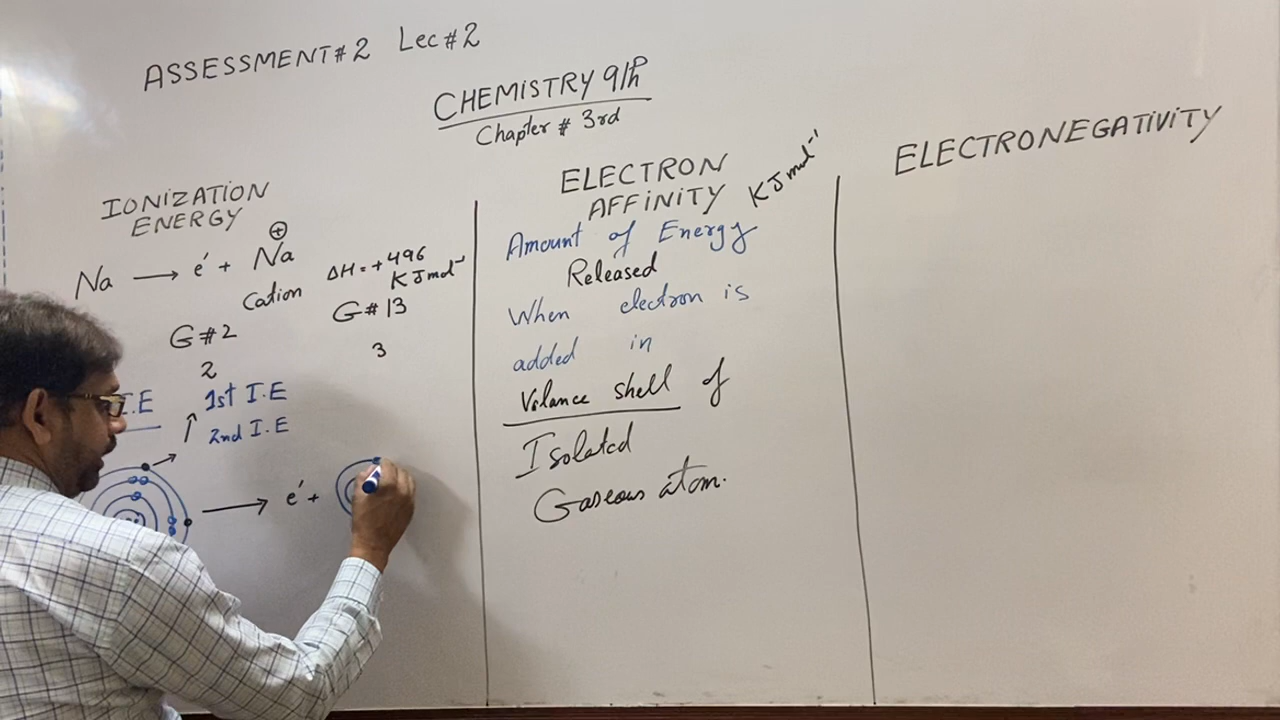 ASSESSMENT#2 Lec#2
CHEMISTRY 9th
Chapter # 3rd
IONIZATION
ENERGY
Na ⟶ e′ + Na⊕
Cation
ΔH = +496
KJmol⁻¹
G#2
G#13
2
3
I.E
1st I.E
↑ 2nd I.E
⟶ e′ +
ELECTRON
AFFINITY KJmol⁻¹
Amount of Energy
Released
When electron is
added in
Valance shell of
Isolated
Gaseous atom.
ELECTRONEGATIVITY